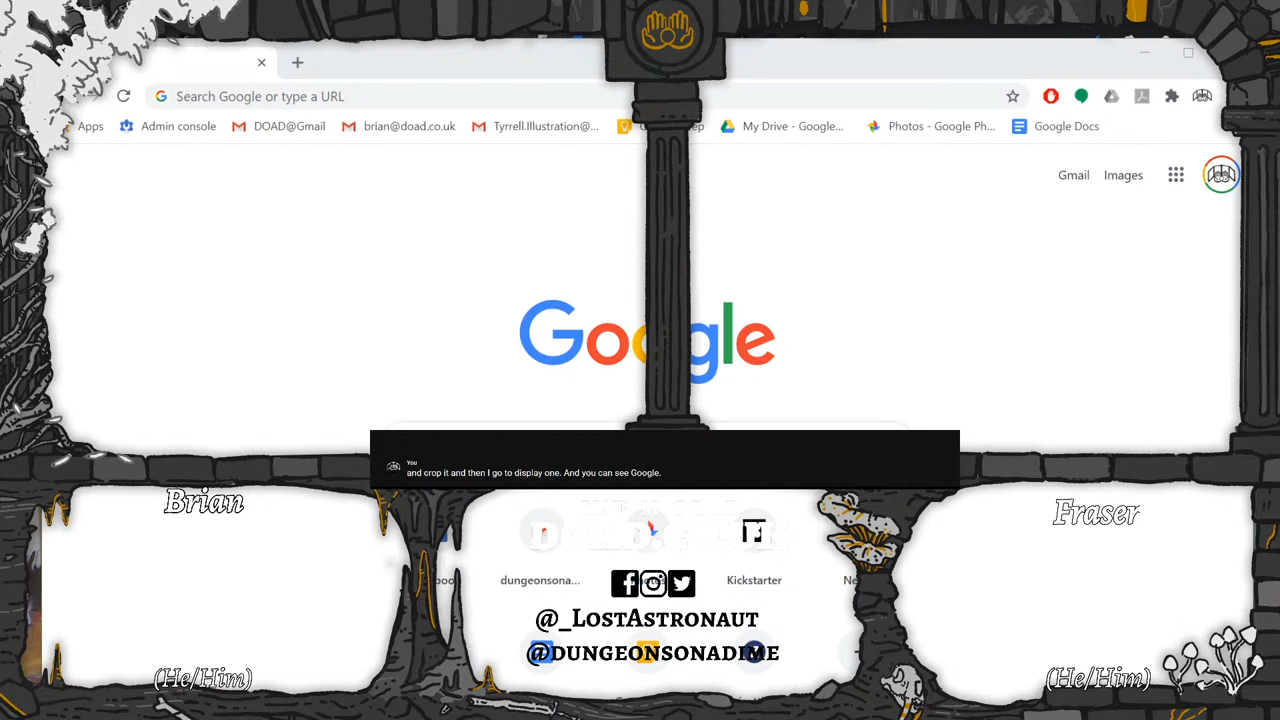 Search Google or type a URL
Apps Admin console DOAD@Gmail brian@doad.co.uk Tyrrell.Illustration@... My Drive - Google... Photos - Google Ph... Google Docs
Gmail Images
Google
You
and crop it and then I go to display one. And you can see Google.
Brian
Fraser
dungeonsona... Kickstarter
@_LostAstronaut
@dungeonsonadime
(He/Him)
(He/Him)